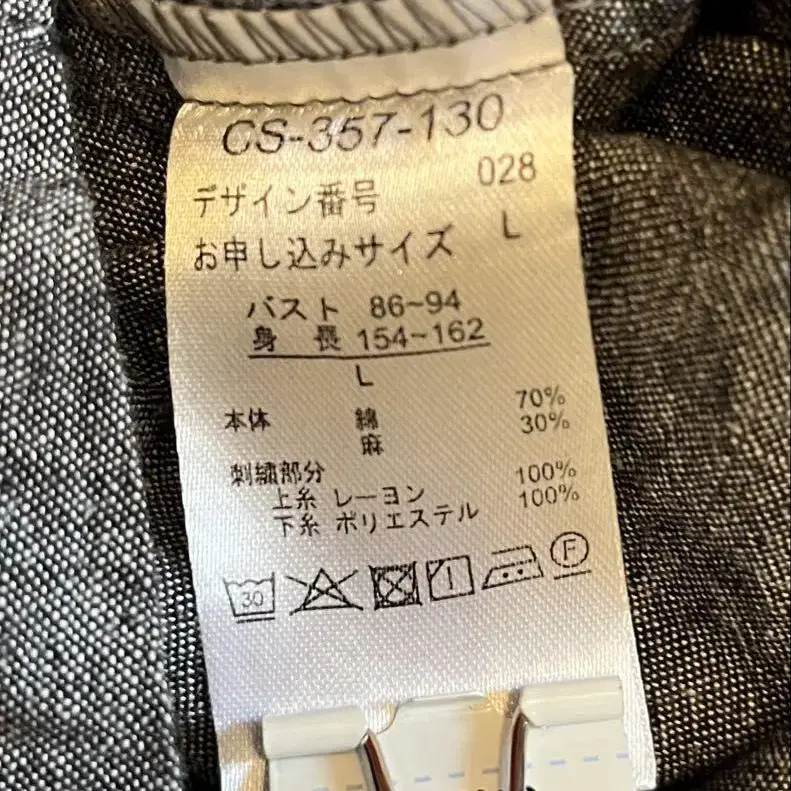 CS-357-130
デザイン番号 028
お申し込みサイズ L
バスト 86~94
身長 154~162
L
本体 綿 70%
麻 30%
刺繍部分
上糸 レーヨン 100%
下糸 ポリエステル 100%
30 F